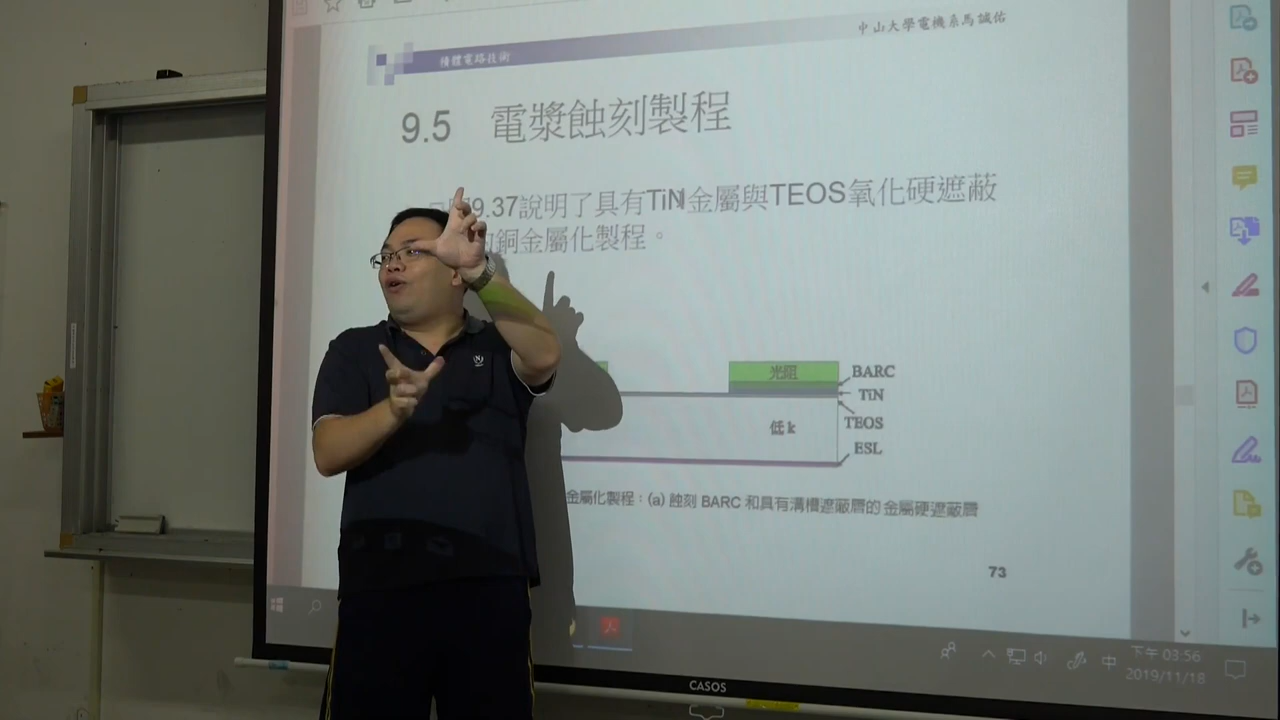 中山大學電機系馬誠佑
積體電路技術
9.5 電漿蝕刻製程
9.37說明了具有TiN金屬與TEOS氧化硬遮蔽
銅金屬化製程。
光阻
BARC
TiN
TEOS
低 k
ESL
金屬化製程：(a) 蝕刻 BARC 和具有溝槽遮蔽層的金屬硬遮蔽層
73
中
下午 03:56
2019/11/18
CASOS